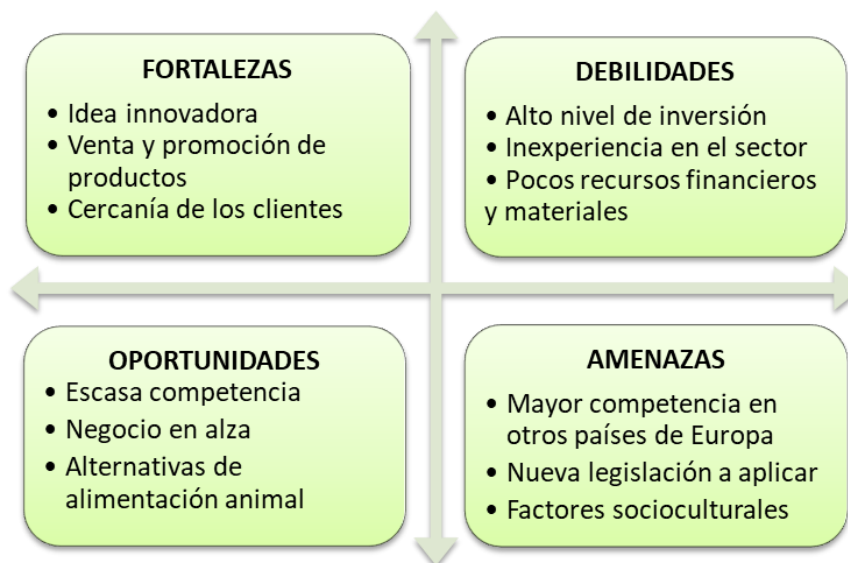 FORTALEZAS
• Idea innovadora
• Venta y promoción de
productos
• Cercanía de los clientes
DEBILIDADES
• Alto nivel de inversión
• Inexperiencia en el sector
• Pocos recursos financieros
y materiales
OPORTUNIDADES
• Escasa competencia
• Negocio en alza
• Alternativas de
alimentación animal
AMENAZAS
• Mayor competencia en
otros países de Europa
• Nueva legislación a aplicar
• Factores socioculturales